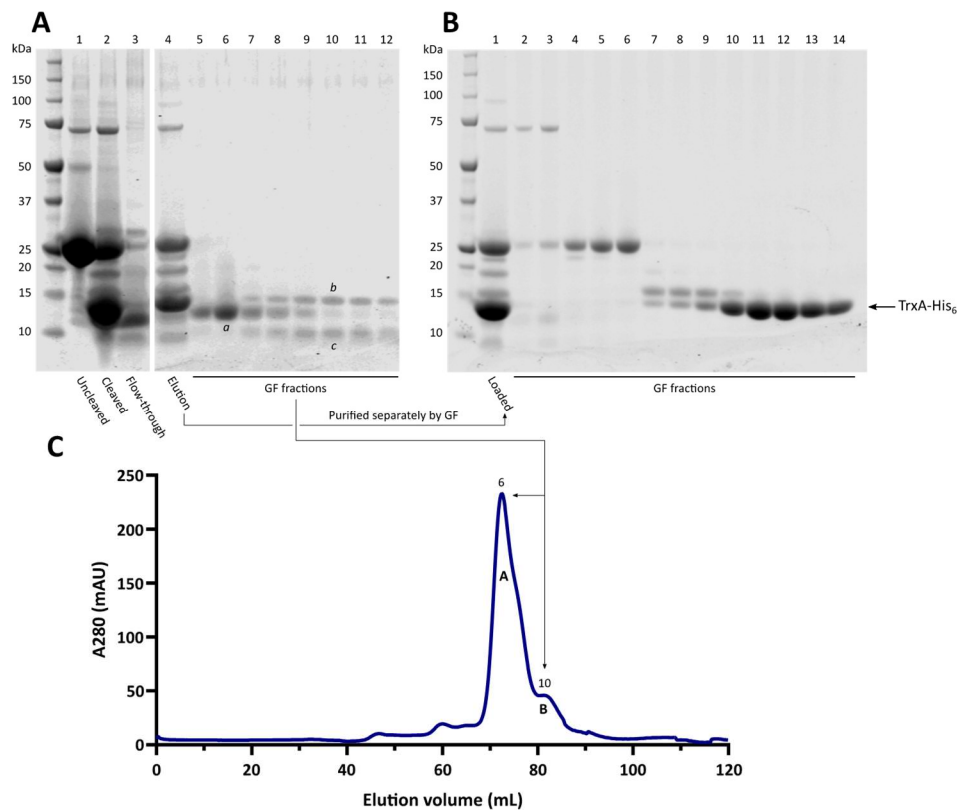 A
B
kDa 1 2 3 4 5 6 7 8 9 10 11 12
150
100
75
50
37
25
20
15
10
a
b
c
Uncleaved
Cleaved
Flow-through
Elution
GF fractions
kDa 1 2 3 4 5 6 7 8 9 10 11 12 13 14
150
100
75
50
37
25
20
15
10
TrxA-His6
Loaded
GF fractions
Purified separately by GF
C
250
200
150
100
50
0
A280 (mAU)
6
A
10
B
0 20 40 60 80 100 120
Elution volume (mL)